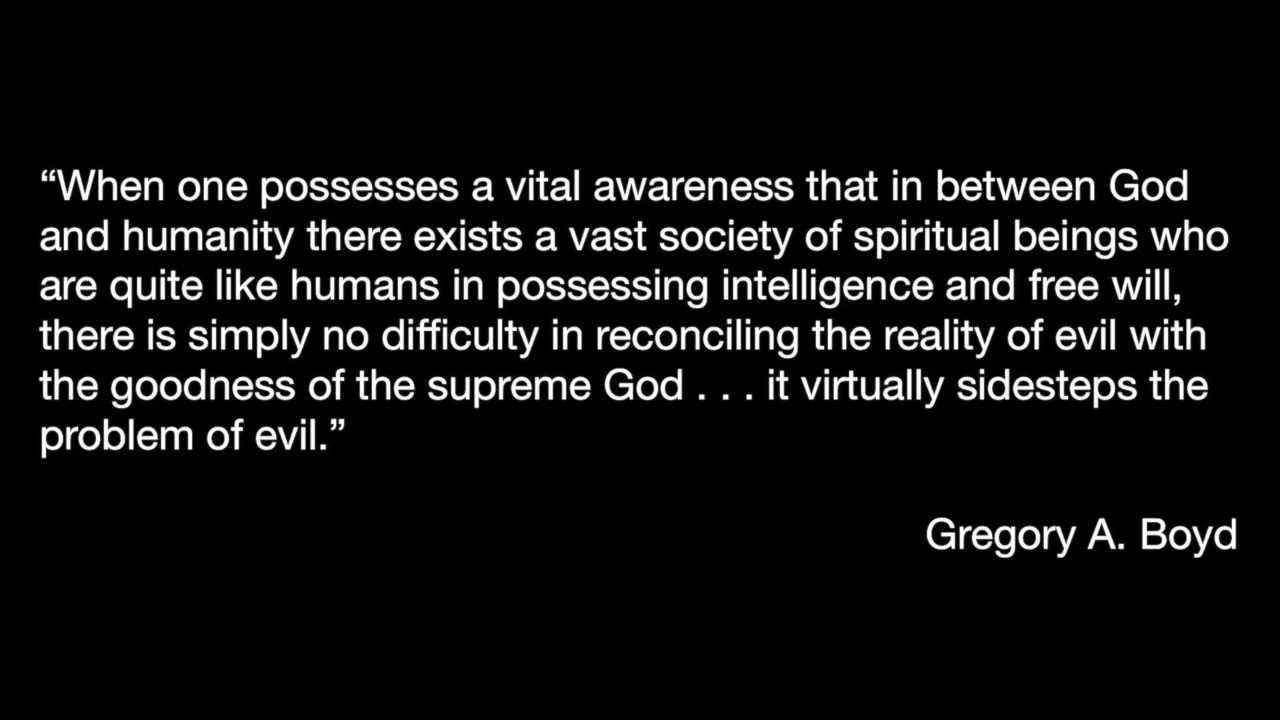 “When one possesses a vital awareness that in between God
and humanity there exists a vast society of spiritual beings who
are quite like humans in possessing intelligence and free will,
there is simply no difficulty in reconciling the reality of evil with
the goodness of the supreme God . . . it virtually sidesteps the
problem of evil.”
Gregory A. Boyd